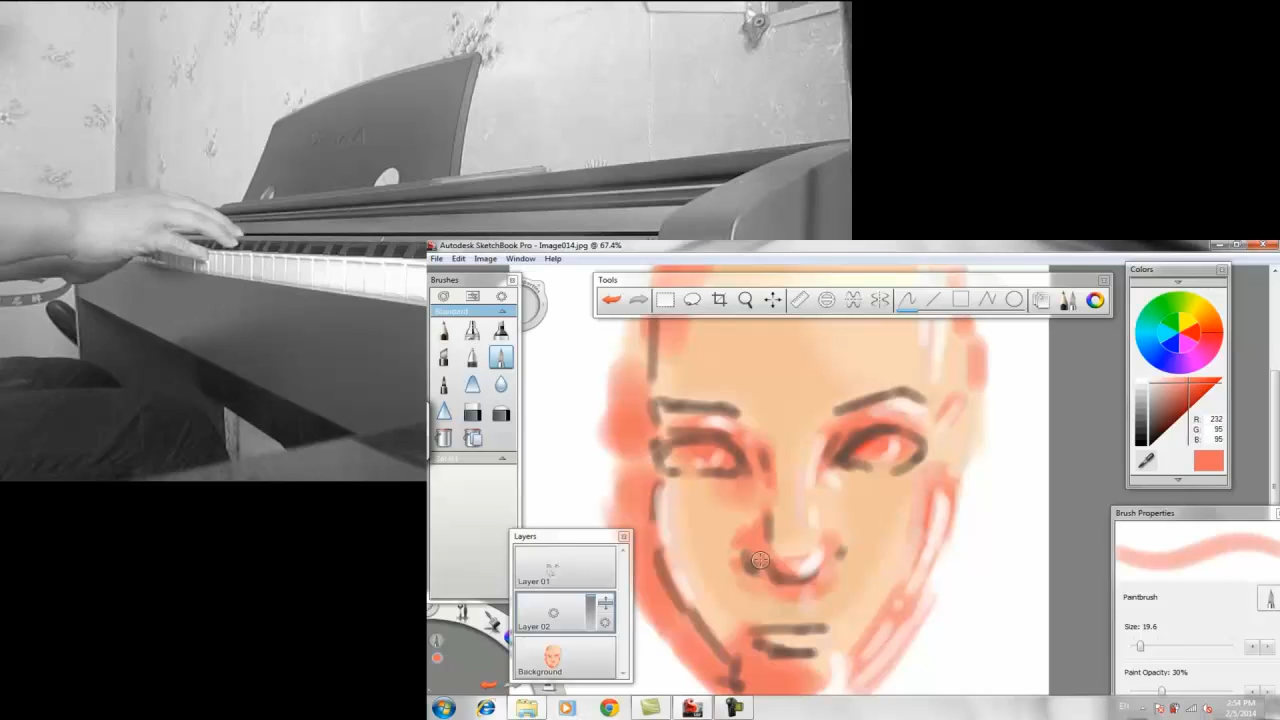 Autodesk SketchBook Pro - Image014.jpg @ 67.4%
File Edit Image Window Help
Brushes
Standard
Tools
Colors
R: 232
G: 95
B: 95
Layers
Layer 01
Layer 02
Background
Brush Properties
Paintbrush
Size: 19.6
Paint Opacity: 30%
EN
2:54 PM
2/5/2014